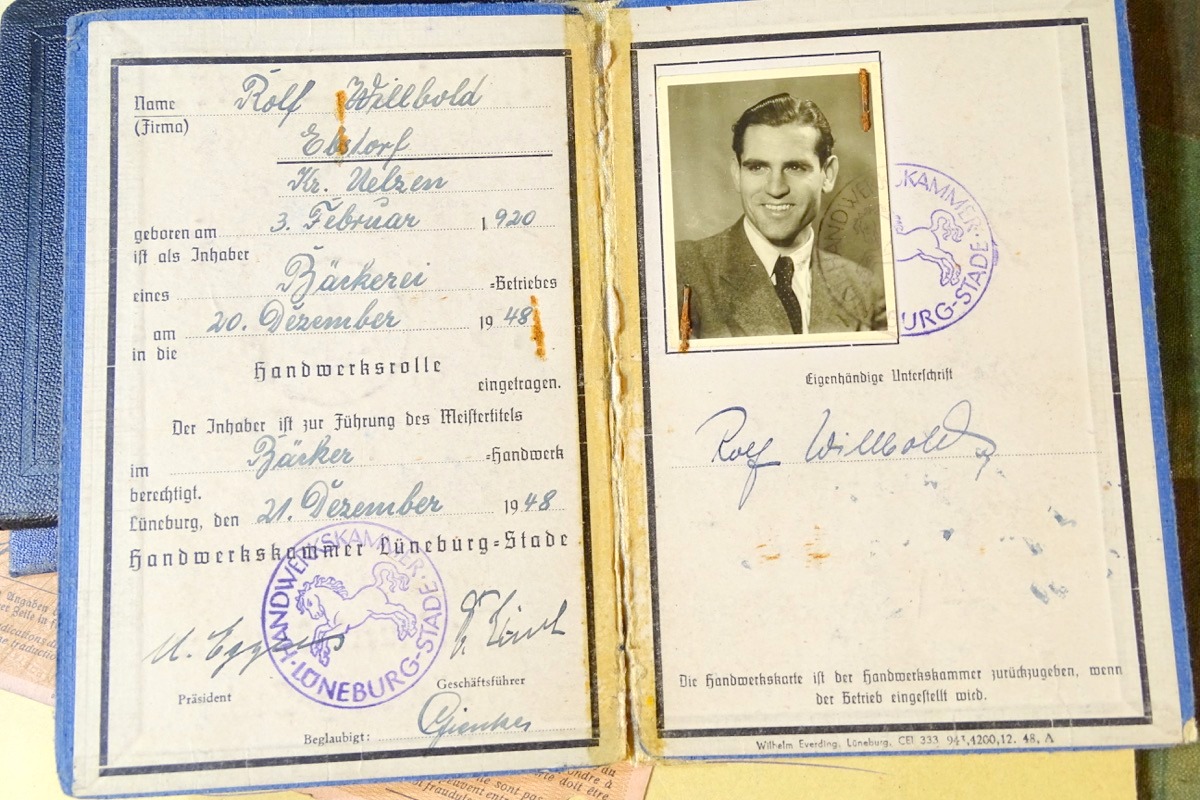 Name Rolf Willbold
(Firma)
Ebstorf
Kr. Uelzen
geboren am 3. Februar 1920
ist als Inhaber
eines Bäckerei =Betriebes
am 20. Dezember 1948
in die
Handwerksrolle
eingetragen.
Der Inhaber ist zur Führung des Meistertitels
im Bäcker =Handwerk
berechtigt.
Lüneburg, den 21. Dezember 1948
Handwerkskammer Lüneburg=Stade
HANDWERKSKAMMER LÜNEBURG-STADE
Präsident
Geschäftsführer
Beglaubigt:
Eigenhändige Unterschrift
Rolf Willbold
Die Handwerkskarte ist der Handwerkskammer zurückzugeben, wenn
der Betrieb eingestellt wird.
Wilhelm Everding, Lüneburg, CEI 333